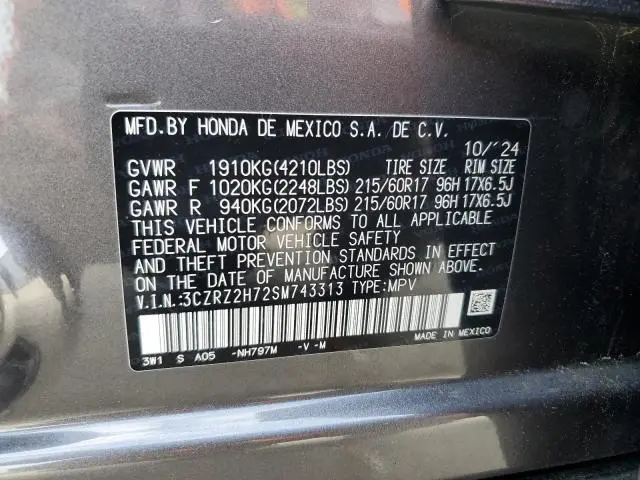 MFD.BY HONDA DE MEXICO S.A. DE C.V.
10/'24
GVWR 1910KG(4210LBS) TIRE SIZE RIM SIZE
GAWR F 1020KG(2248LBS) 215/60R17 96H 17X6.5J
GAWR R 940KG(2072LBS) 215/60R17 96H 17X6.5J
THIS VEHICLE CONFORMS TO ALL APPLICABLE
FEDERAL MOTOR VEHICLE SAFETY
AND THEFT PREVENTION STANDARDS IN EFFECT
ON THE DATE OF MANUFACTURE SHOWN ABOVE.
V.I.N.:3CZRZ2H72SM743313 TYPE:MPV
3W1 S A05 -NH797M -V -M MADE IN MEXICO